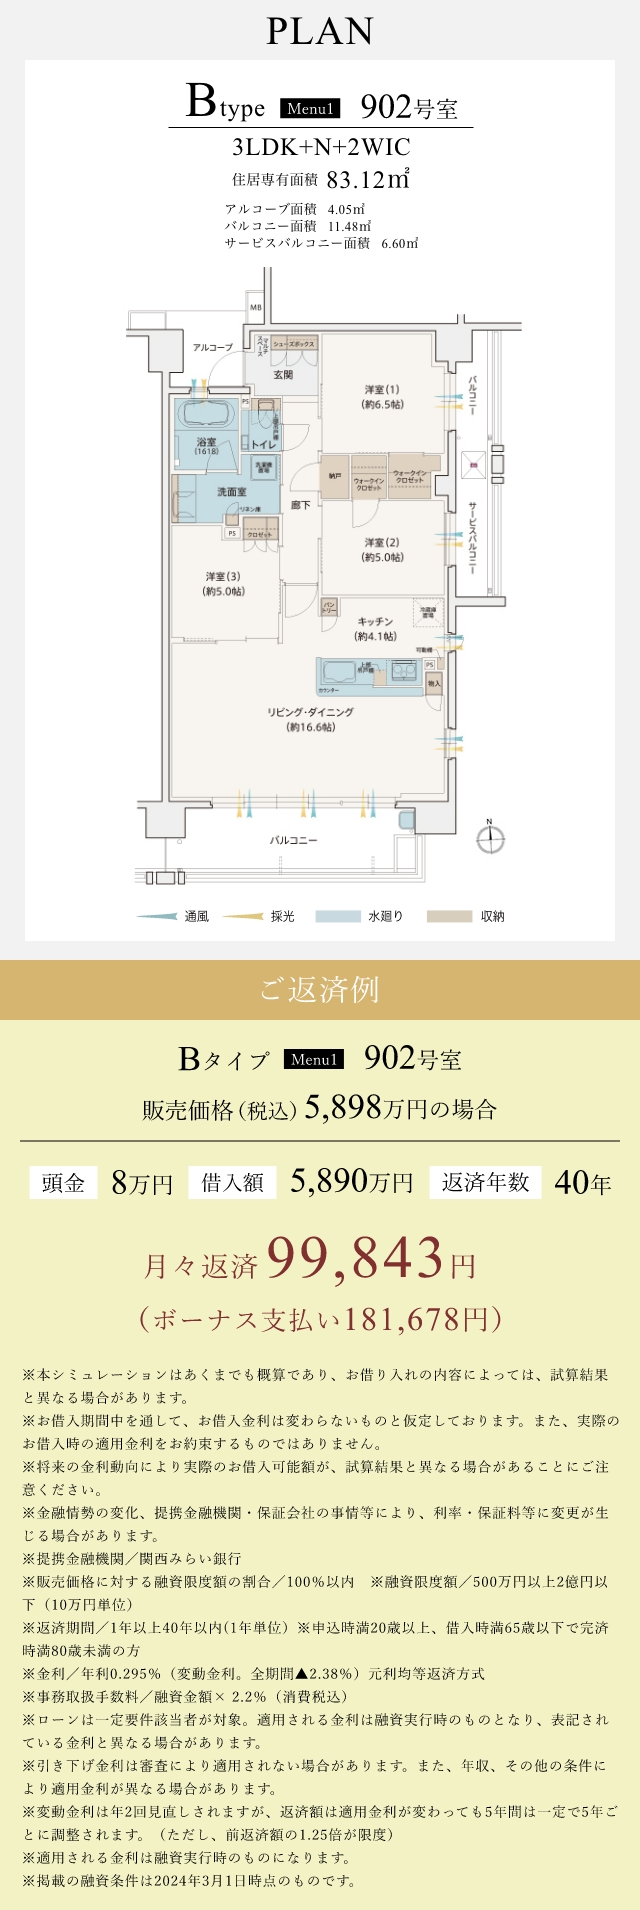 PLAN
Btype Menu1 902号室
3LDK+N+2WIC
住居専有面積 83.12㎡
アルコーブ面積 4.05㎡
バルコニー面積 11.48㎡
サービスバルコニー面積 6.60㎡
MB
アルコーブ
マルチスペース
シューズボックス
玄関
洋室(1)
(約6.5帖)
バルコニー
PS
上部吊戸棚
トイレ
浴室
(1618)
洗濯機置場
納戸
ウォークインクロゼット
ウォークインクロゼット
洗面室
リネン庫
廊下
サービスバルコニー
PS
クロゼット
洋室(2)
(約5.0帖)
洋室(3)
(約5.0帖)
パントリー
冷蔵庫置場
キッチン
(約4.1帖)
可動棚
上部吊戸棚
PS
カウンター
物入
リビング・ダイニング
(約16.6帖)
バルコニー
N
通風 採光 水廻り 収納
ご返済例
Bタイプ Menu1 902号室
販売価格(税込)5,898万円の場合
頭金 8万円 借入額 5,890万円 返済年数 40年
月々返済99,843円
(ボーナス支払い181,678円)
※本シミュレーションはあくまでも概算であり、お借り入れの内容によっては、試算結果
と異なる場合があります。
※お借入期間中を通して、お借入金利は変わらないものと仮定しております。また、実際の
お借入時の適用金利をお約束するものではありません。
※将来の金利動向により実際のお借入可能額が、試算結果と異なる場合があることにご注
意ください。
※金融情勢の変化、提携金融機関・保証会社の事情等により、利率・保証料等に変更が生
じる場合があります。
※提携金融機関／関西みらい銀行
※販売価格に対する融資限度額の割合／100%以内 ※融資限度額／500万円以上2億円以
下（10万円単位）
※返済期間／1年以上40年以内(1年単位）※申込時満20歳以上、借入時満65歳以下で完済
時満80歳未満の方
※金利／年利0.295%（変動金利。全期間▲2.38%）元利均等返済方式
※事務取扱手数料／融資金額× 2.2%（消費税込）
※ローンは一定要件該当者が対象。適用される金利は融資実行時のものとなり、表記され
ている金利と異なる場合があります。
※引き下げ金利は審査により適用されない場合があります。また、年収、その他の条件に
より適用金利が異なる場合があります。
※変動金利は年2回見直しされますが、返済額は適用金利が変わっても5年間は一定で5年ご
とに調整されます。（ただし、前返済額の1.25倍が限度）
※適用される金利は融資実行時のものになります。
※掲載の融資条件は2024年3月1日時点のものです。